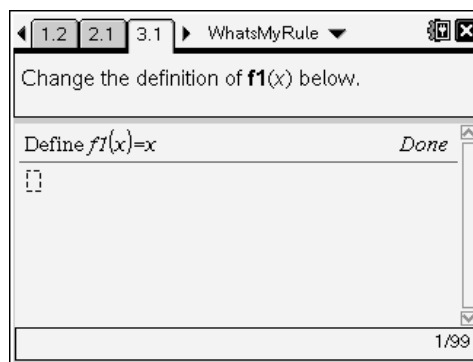 1.2 2.1 3.1 WhatsMyRule
Change the definition of f1(x) below.
Define f1(x)=x Done
1/99